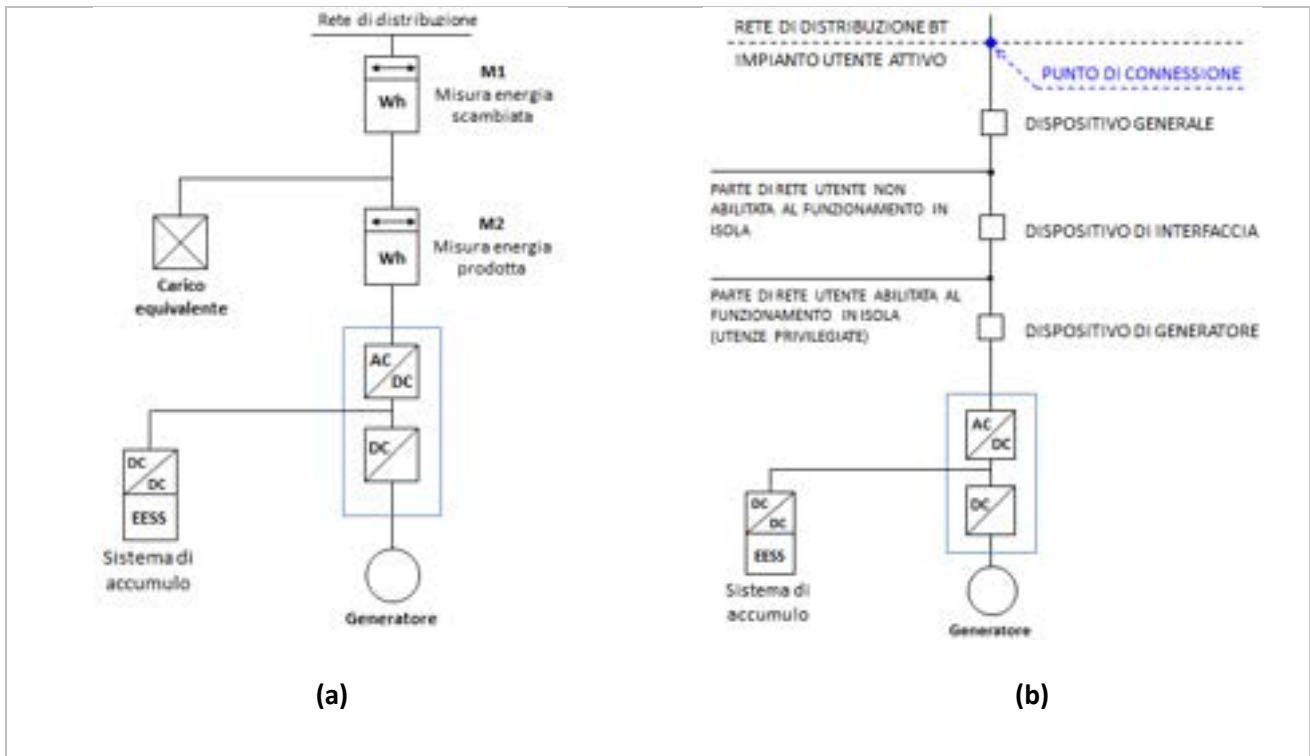 Rete di distribuzione
M1
Misura energia
scambiata
Wh
M2
Misura energia
prodotta
Wh
Carico
equivalente
AC
DC
DC
DC
DC
EESS
Sistema di
accumulo
Generatore
(a)
RETE DI DISTRIBUZIONE BT
IMPIANTO UTENTE ATTIVO
PUNTO DI CONNESSIONE
DISPOSITIVO GENERALE
PARTE DI RETE UTENTE NON
ABILITATA AL FUNZIONAMENTO IN
ISOLA
DISPOSITIVO DI INTERFACCIA
PARTE DI RETE UTENTE ABILITATA AL
FUNZIONAMENTO IN ISOLA
(UTENZE PRIVILEGIATE)
DISPOSITIVO DI GENERATORE
AC
DC
DC
DC
DC
EESS
Sistema di
accumulo
Generatore
(b)